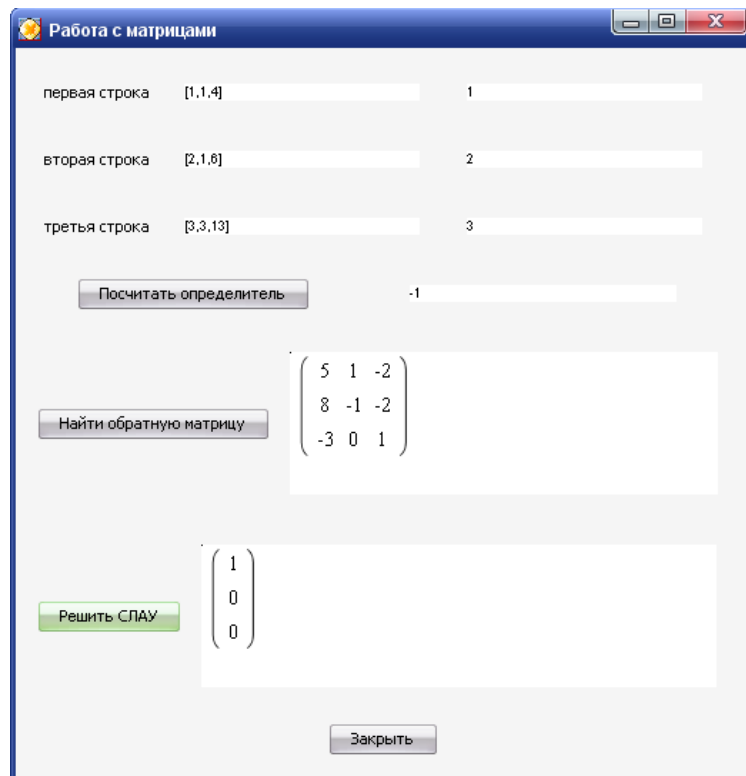 Работа с матрицами
первая строка [1,1,4] 1
вторая строка [2,1,6] 2
третья строка [3,3,13] 3
Посчитать определитель -1
5 1 -2
8 -1 -2
Найти обратную матрицу
-3 0 1
1
0
Решить СЛАУ
0
Закрыть